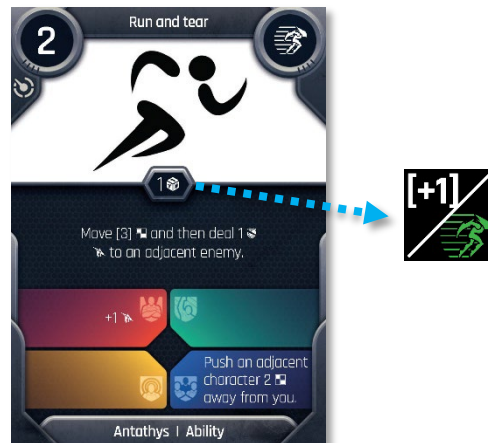 Run and tear
2
1
[+1]
Move [3] and then deal 1
to an adjacent enemy.
+1
Push an adjacent
character 2
away from you.
Antathys | Ability